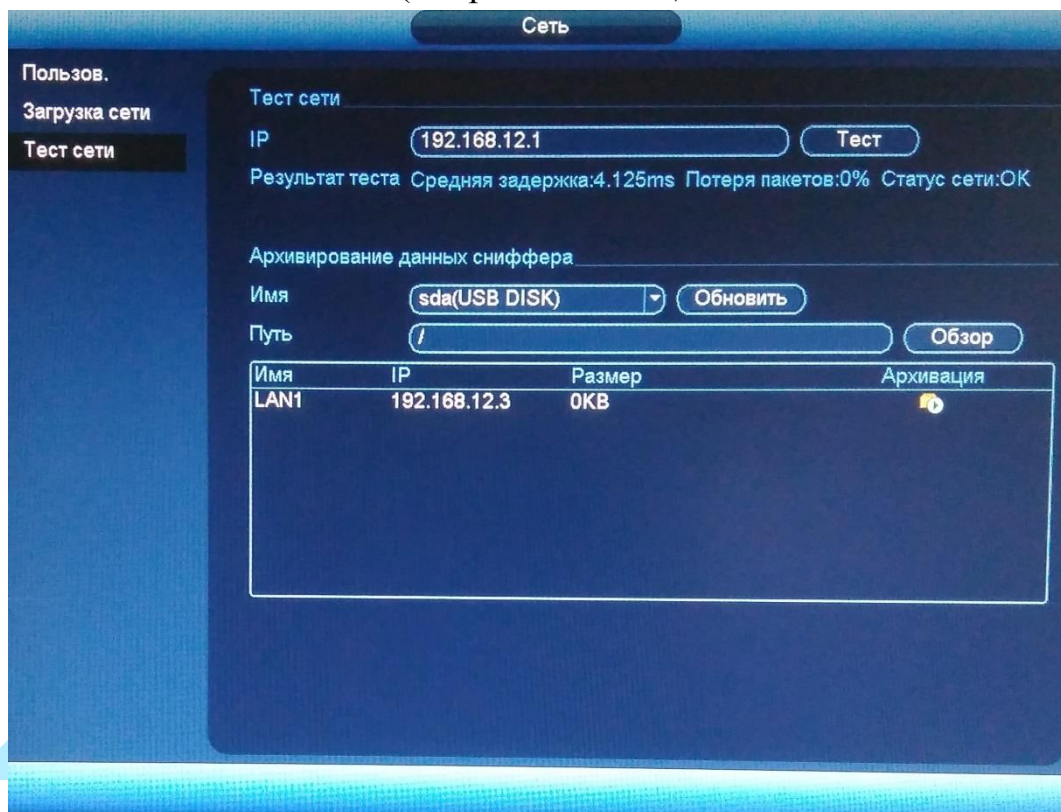 Сеть
Пользов.
Загрузка сети
Тест сети
Тест сети
IP 192.168.12.1 Тест
Результат теста Средняя задержка:4.125ms Потеря пакетов:0% Статус сети:OK
Архивирование данных сниффера
Имя sda(USB DISK) Обновить
Путь / Обзор
Имя IP Размер Архивация
LAN1 192.168.12.3 0KB